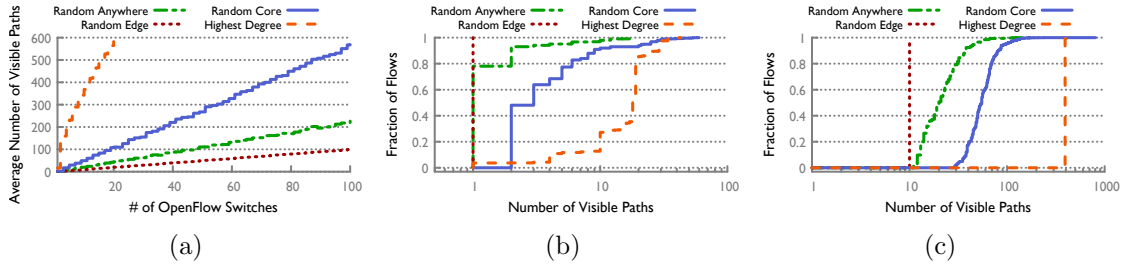 Random Anywhere Random Core
Random Edge Highest Degree
Average Number of Visible Paths
600
500
400
300
200
100
0
20 40 60 80 100
# of OpenFlow Switches
(a)
Random Anywhere Random Core
Random Edge Highest Degree
Fraction of Flows
1
0.8
0.6
0.4
0.2
0
1 10 100
Number of Visible Paths
(b)
Random Anywhere Random Core
Random Edge Highest Degree
Fraction of Flows
1
0.8
0.6
0.4
0.2
0
1 10 100 1000
Number of Visible Paths
(c)